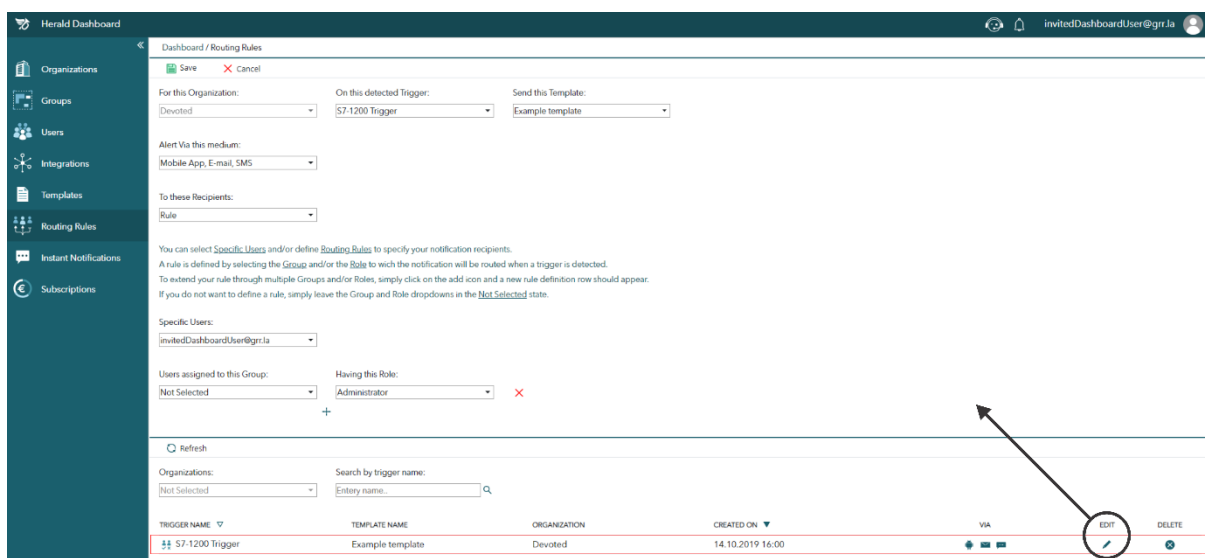 Herald Dashboard
invitedDashboardUser@grr.la
«
Organizations
Groups
Users
Integrations
Templates
Routing Rules
Instant Notifications
Subscriptions
Dashboard / Routing Rules
Save Cancel
For this Organization: On this detected Trigger: Send this Template:
Devoted S7-1200 Trigger Example template
Alert Via this medium:
Mobile App, E-mail, SMS
To these Recipients:
Rule
You can select Specific Users and/or define Routing Rules to specify your notification recipients.
A rule is defined by selecting the Group and/or the Role to wich the notification will be routed when a trigger is detected.
To extend your rule through multiple Groups and/or Roles, simply click on the add icon and a new rule definition row should appear.
If you do not want to define a rule, simply leave the Group and Role dropdowns in the Not Selected state.
Specific Users:
invitedDashboardUser@grr.la
Users assigned to this Group: Having this Role:
Not Selected Administrator
Refresh
Organizations: Search by trigger name:
Not Selected Entery name..
TRIGGER NAME TEMPLATE NAME ORGANIZATION CREATED ON VIA EDIT DELETE
S7-1200 Trigger Example template Devoted 14.10.2019 16:00